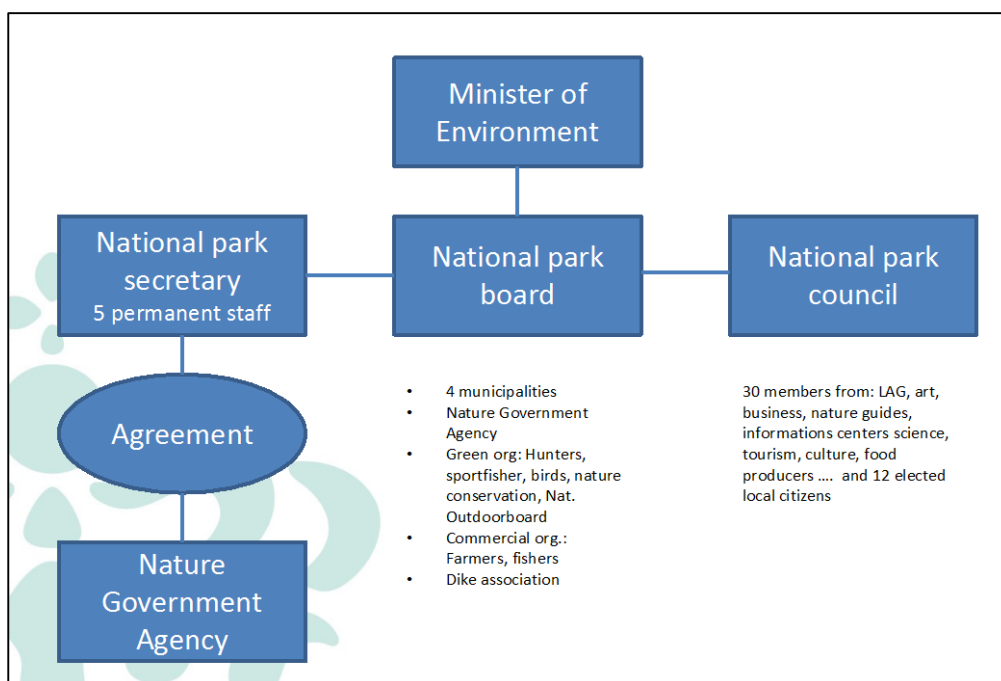 Minister of
Environment
National park
secretary
5 permanent staff
National park
board
National park
council
Agreement
Nature
Government
Agency
• 4 municipalities
• Nature Government
Agency
• Green org: Hunters,
sportfisher, birds, nature
conservation, Nat.
Outdoorboard
• Commercial org.:
Farmers, fishers
• Dike association
30 members from: LAG, art,
business, nature guides,
informations centers science,
tourism, culture, food
producers .... and 12 elected
local citizens